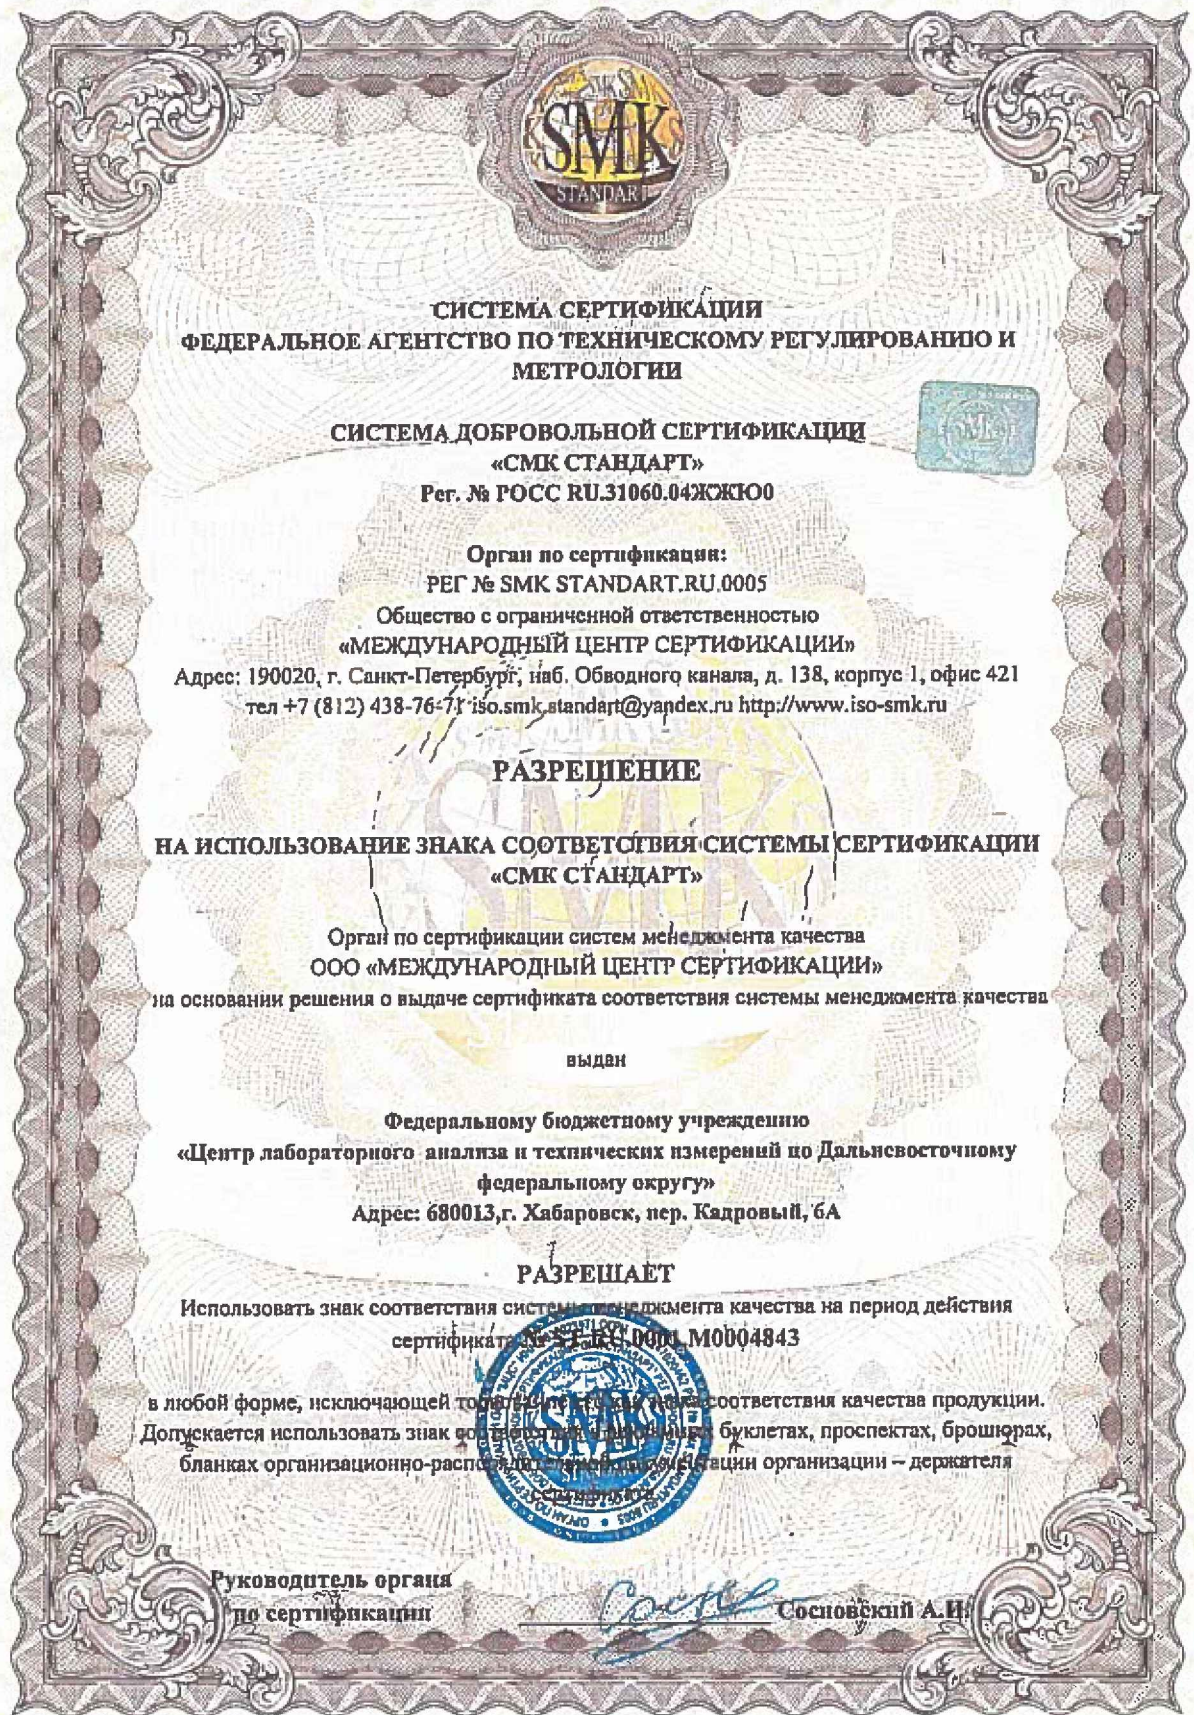 SMK
STANDART
СИСТЕМА СЕРТИФИКАЦИИ
ФЕДЕРАЛЬНОЕ АГЕНТСТВО ПО ТЕХНИЧЕСКОМУ РЕГУЛИРОВАНИЮ И
МЕТРОЛОГИИ
СИСТЕМА ДОБРОВОЛЬНОЙ СЕРТИФИКАЦИИ
«СМК СТАНДАРТ»
Рег. № РОСС RU.31060.04ЖЖЮ0
Орган по сертификации:
РЕГ № SMK STANDART.RU.0005
Общество с ограниченной ответственностью
«МЕЖДУНАРОДНЫЙ ЦЕНТР СЕРТИФИКАЦИИ»
Адрес: 190020, г. Санкт-Петербург, наб. Обводного канала, д. 138, корпус 1, офис 421
тел +7 (812) 438-76-71 iso.smk.standart@yandex.ru http://www.iso-smk.ru
РАЗРЕШЕНИЕ
НА ИСПОЛЬЗОВАНИЕ ЗНАКА СООТВЕТСТВИЯ СИСТЕМЫ СЕРТИФИКАЦИИ
«СМК СТАНДАРТ»
Орган по сертификации систем менеджмента качества
ООО «МЕЖДУНАРОДНЫЙ ЦЕНТР СЕРТИФИКАЦИИ»
на основании решения о выдаче сертификата соответствия системы менеджмента качества
выдан
Федеральному бюджетному учреждению
«Центр лабораторного анализа и технических измерений по Дальневосточному
федеральному округу»
Адрес: 680013,г. Хабаровск, пер. Кадровый, 6А
РАЗРЕШАЕТ
Использовать знак соответствия системы менеджмента качества на период действия
сертификата № ST.RU.0001.M0004843
в любой форме, исключающей соответствия качества продукции.
Допускается использовать знак соответствия в буклетах, проспектах, брошюрах,
бланках организационно-распорядительной документации организации – держателя
сертификата
SMK
Руководитель органа
по сертификации
Сосновский А.И.